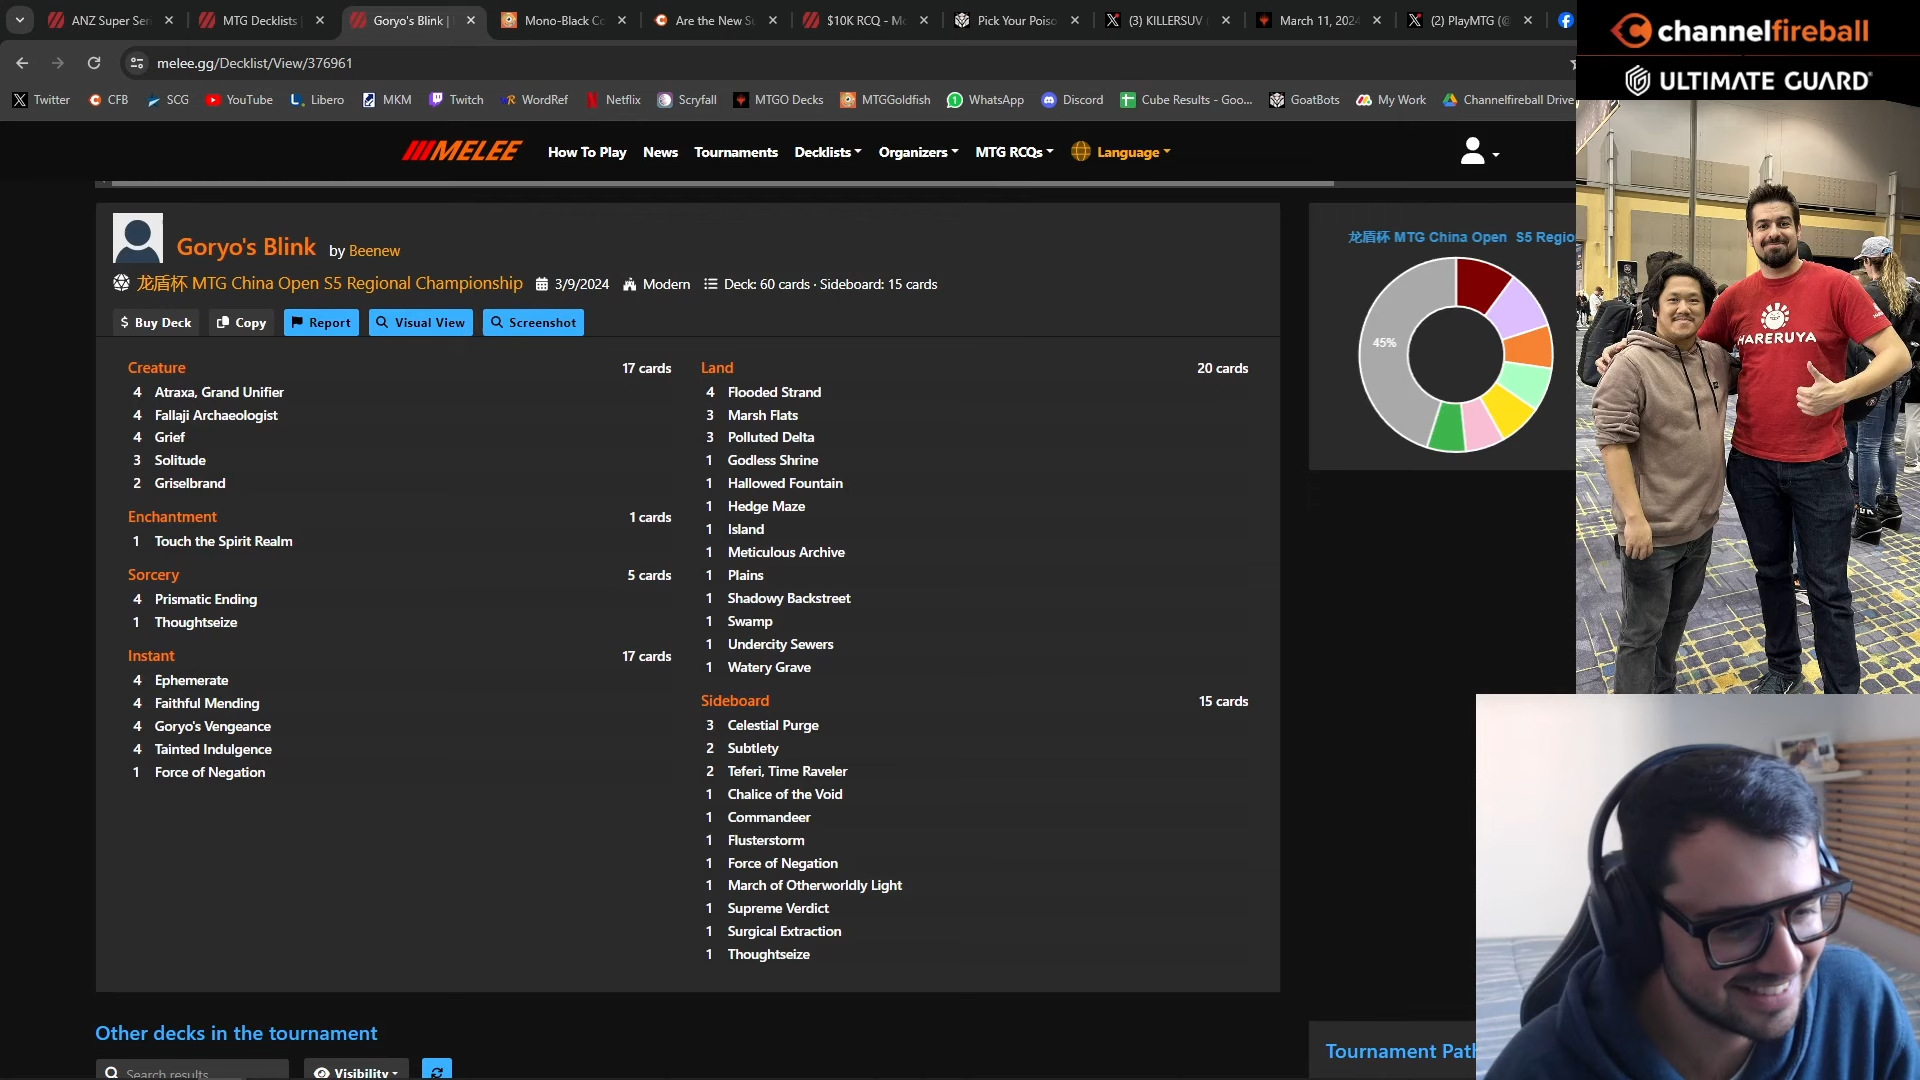 ANZ Super Seri
MTG Decklists
Goryo's Blink |
Mono-Black Co
Are the New Su
$10K RCQ - Mo
Pick Your Poiso
(3) KILLERSUV
March 11, 2024
(2) PlayMTG (@
melee.gg/Decklist/View/376961
Twitter
CFB
SCG
YouTube
Libero
MKM
Twitch
WordRef
Netflix
Scryfall
MTGO Decks
MTGGoldfish
WhatsApp
Discord
Cube Results - Goo...
GoatBots
My Work
Channelfireball Drive
channelfireball
ULTIMATE GUARD
MELEE
How To Play
News
Tournaments
Decklists
Organizers
MTG RCQs
Language
Goryo's Blink by Beenew
龙盾杯 MTG China Open S5 Regional Championship 3/9/2024 Modern Deck: 60 cards · Sideboard: 15 cards
$ Buy Deck
Copy
Report
Visual View
Screenshot
Creature 17 cards
4 Atraxa, Grand Unifier
4 Fallaji Archaeologist
4 Grief
3 Solitude
2 Griselbrand
Enchantment 1 cards
1 Touch the Spirit Realm
Sorcery 5 cards
4 Prismatic Ending
1 Thoughtseize
Instant 17 cards
4 Ephemerate
4 Faithful Mending
4 Goryo's Vengeance
4 Tainted Indulgence
1 Force of Negation
Land 20 cards
4 Flooded Strand
3 Marsh Flats
3 Polluted Delta
1 Godless Shrine
1 Hallowed Fountain
1 Hedge Maze
1 Island
1 Meticulous Archive
1 Plains
1 Shadowy Backstreet
1 Swamp
1 Undercity Sewers
1 Watery Grave
Sideboard 15 cards
3 Celestial Purge
2 Subtlety
2 Teferi, Time Raveler
1 Chalice of the Void
1 Commandeer
1 Flusterstorm
1 Force of Negation
1 March of Otherworldly Light
1 Supreme Verdict
1 Surgical Extraction
1 Thoughtseize
龙盾杯 MTG China Open S5 Regio
45%
HARERUYA
Other decks in the tournament
Search results
Visibility
Tournament Path